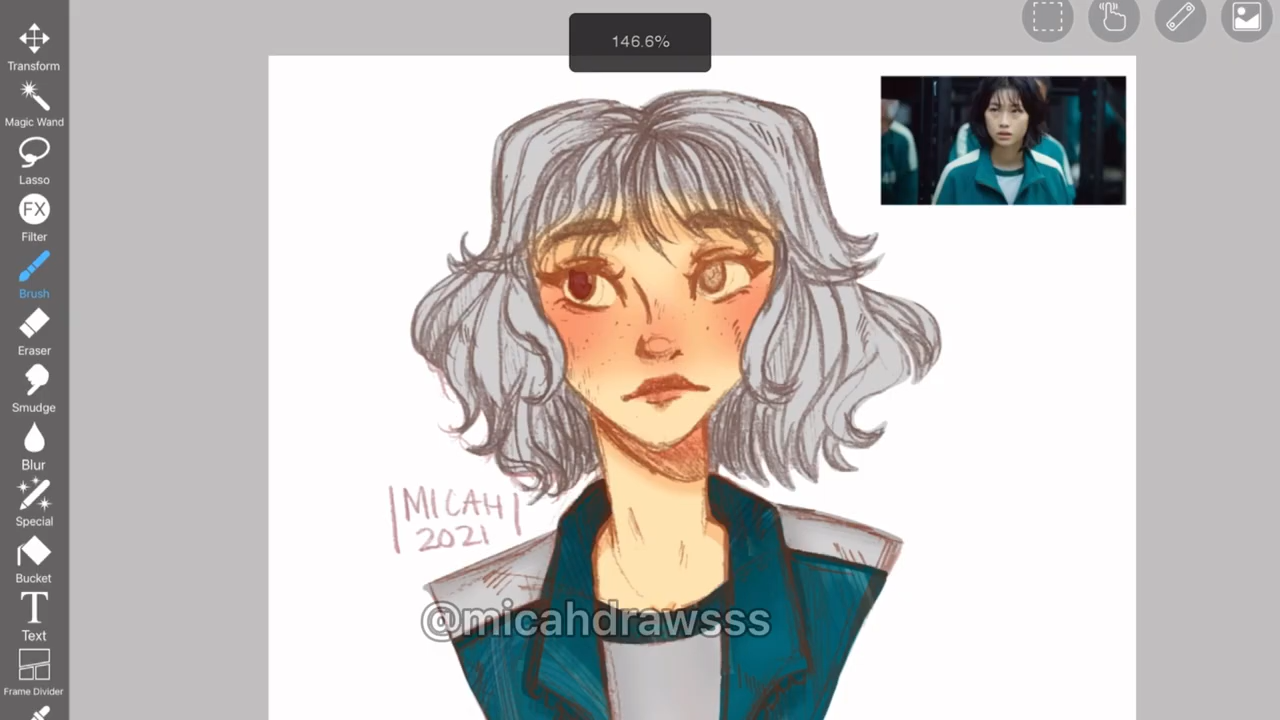 146.6%
Transform
Magic Wand
Lasso
FX
Filter
Brush
Eraser
Smudge
Blur
Special
Bucket
T
Text
Frame Divider
|MICAH|
2021
@micahdrawsss